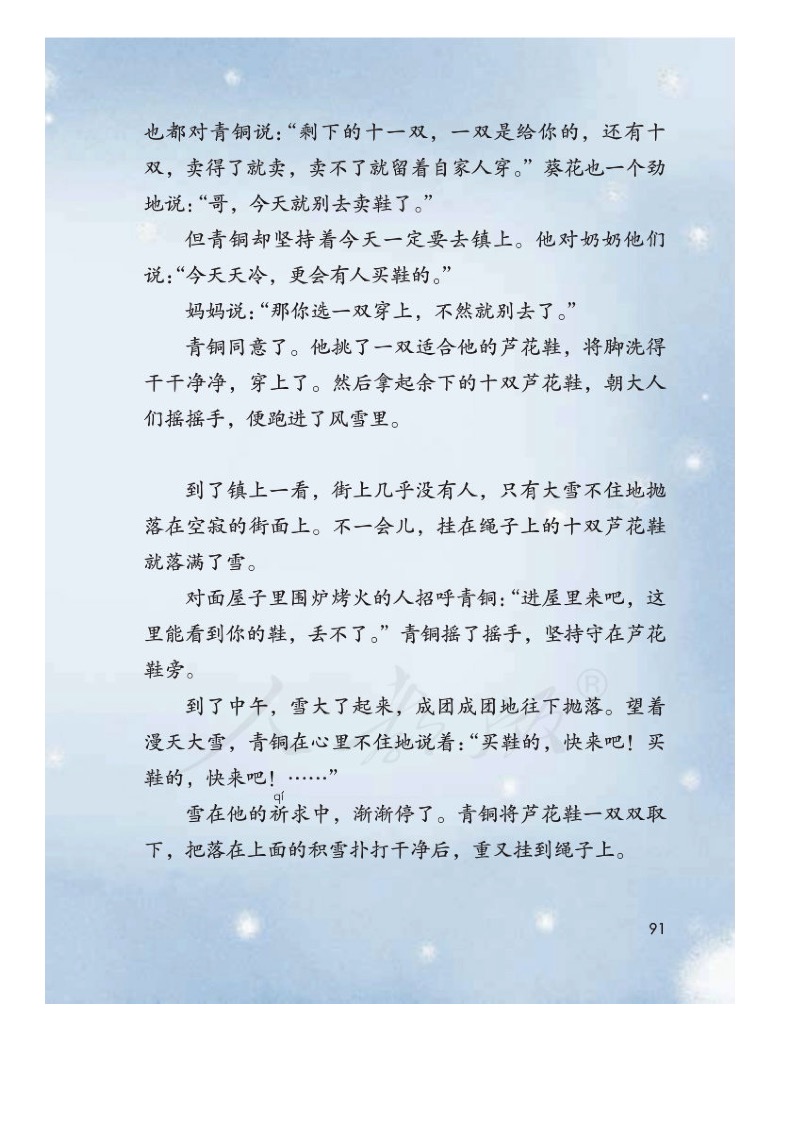 也都对青铜说：“剩下的十一双，一双是给你的，还有十
双，卖得了就卖，卖不了就留着自家人穿。”葵花也一个劲
地说：“哥，今天就别去卖鞋了。”
但青铜却坚持着今天一定要去镇上。他对奶奶他们
说：“今天天冷，更会有人买鞋的。”
妈妈说：“那你选一双穿上，不然就别去了。”
青铜同意了。他挑了一双适合他的芦花鞋，将脚洗得
干干净净，穿上了。然后拿起余下的十双芦花鞋，朝大人
们摇摇手，便跑进了风雪里。
到了镇上一看，街上几乎没有人，只有大雪不住地抛
落在空寂的街面上。不一会儿，挂在绳子上的十双芦花鞋
就落满了雪。
对面屋子里围炉烤火的人招呼青铜：“进屋里来吧，这
里能看到你的鞋，丢不了。”青铜摇了摇手，坚持守在芦花
鞋旁。
到了中午，雪大了起来，成团成团地往下抛落。望着
漫天大雪，青铜在心里不住地说着：“买鞋的，快来吧！买
鞋的，快来吧！……”
qí
雪在他的祈求中，渐渐停了。青铜将芦花鞋一双双取
下，把落在上面的积雪扑打干净后，重又挂到绳子上。
人教版®
91